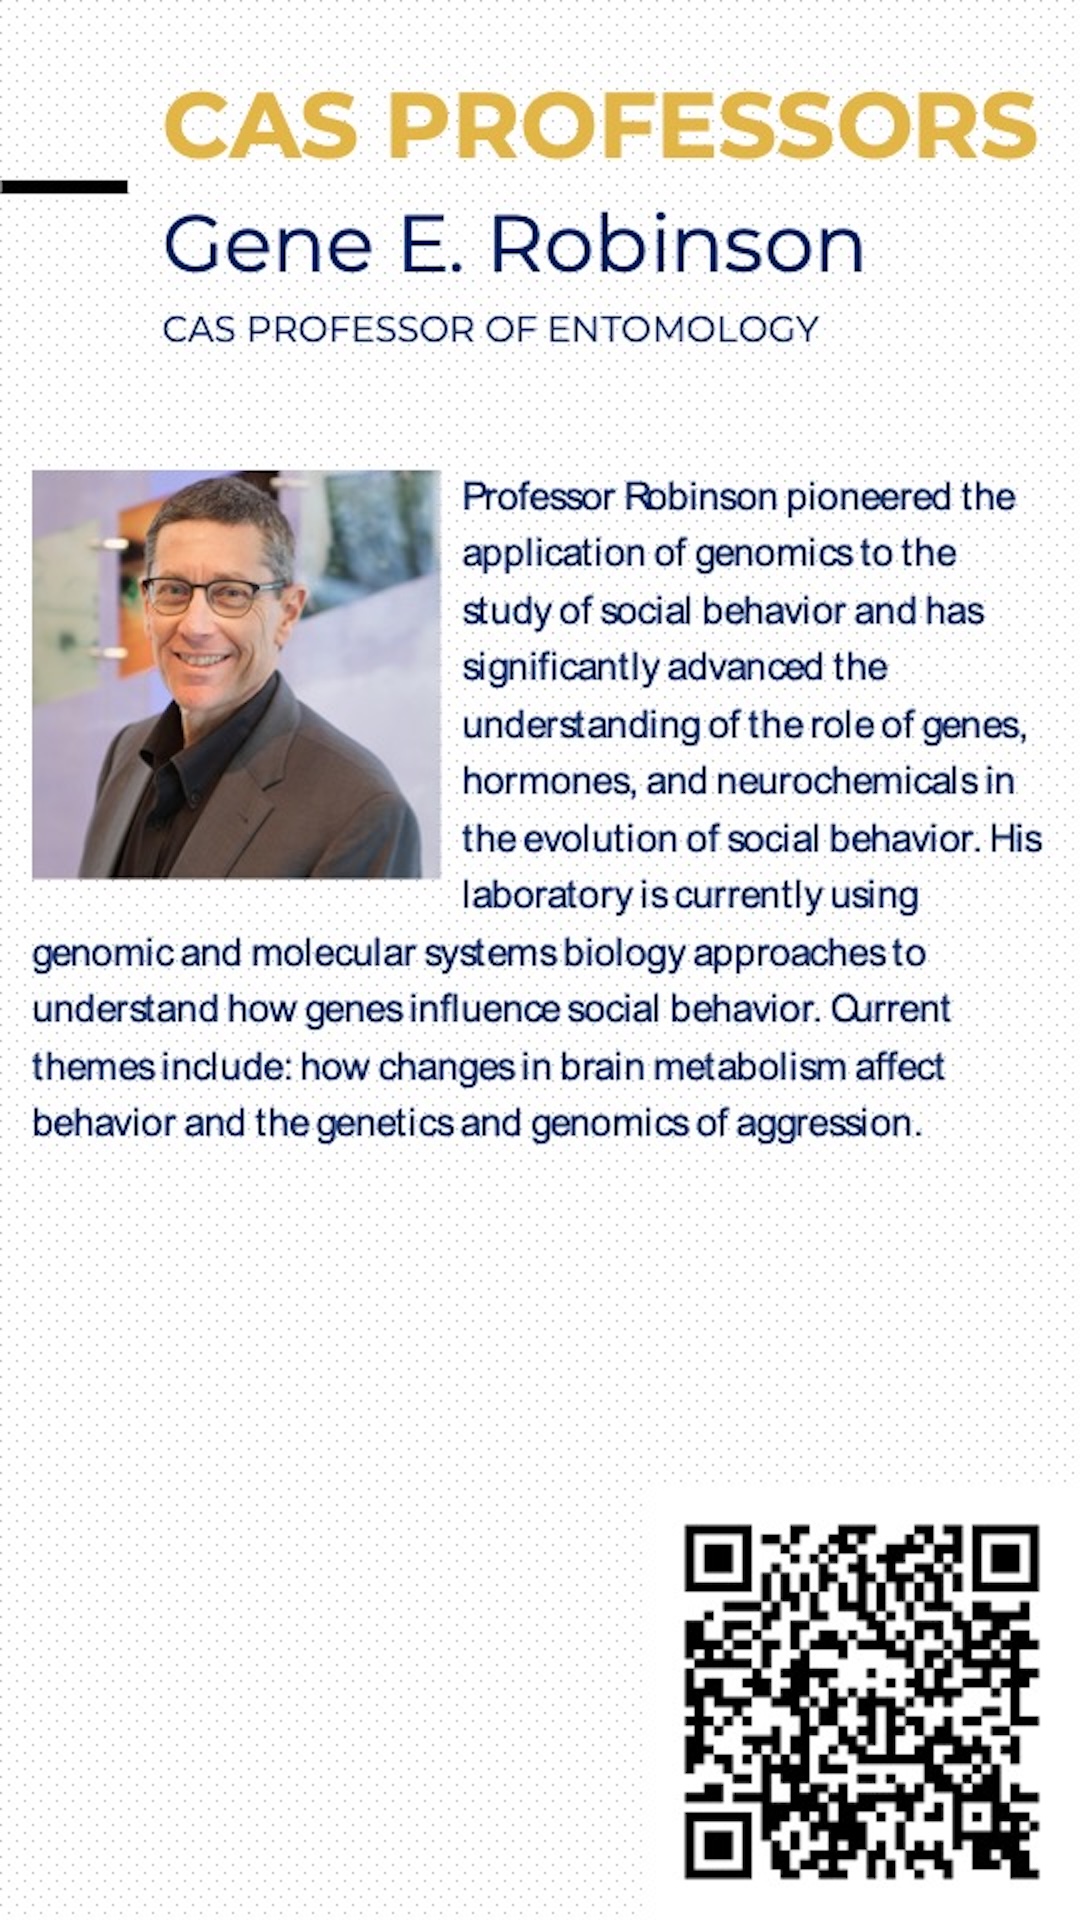 CAS PROFESSORS
Gene E. Robinson
CAS PROFESSOR OF ENTOMOLOGY
Professor Robinson pioneered the
application of genomics to the
study of social behavior and has
significantly advanced the
understanding of the role of genes,
hormones, and neurochemicals in
the evolution of social behavior. His
laboratory is currently using
genomic and molecular systems biology approaches to
understand how genes influence social behavior. Current
themes include: how changes in brain metabolism affect
behavior and the genetics and genomics of aggression.